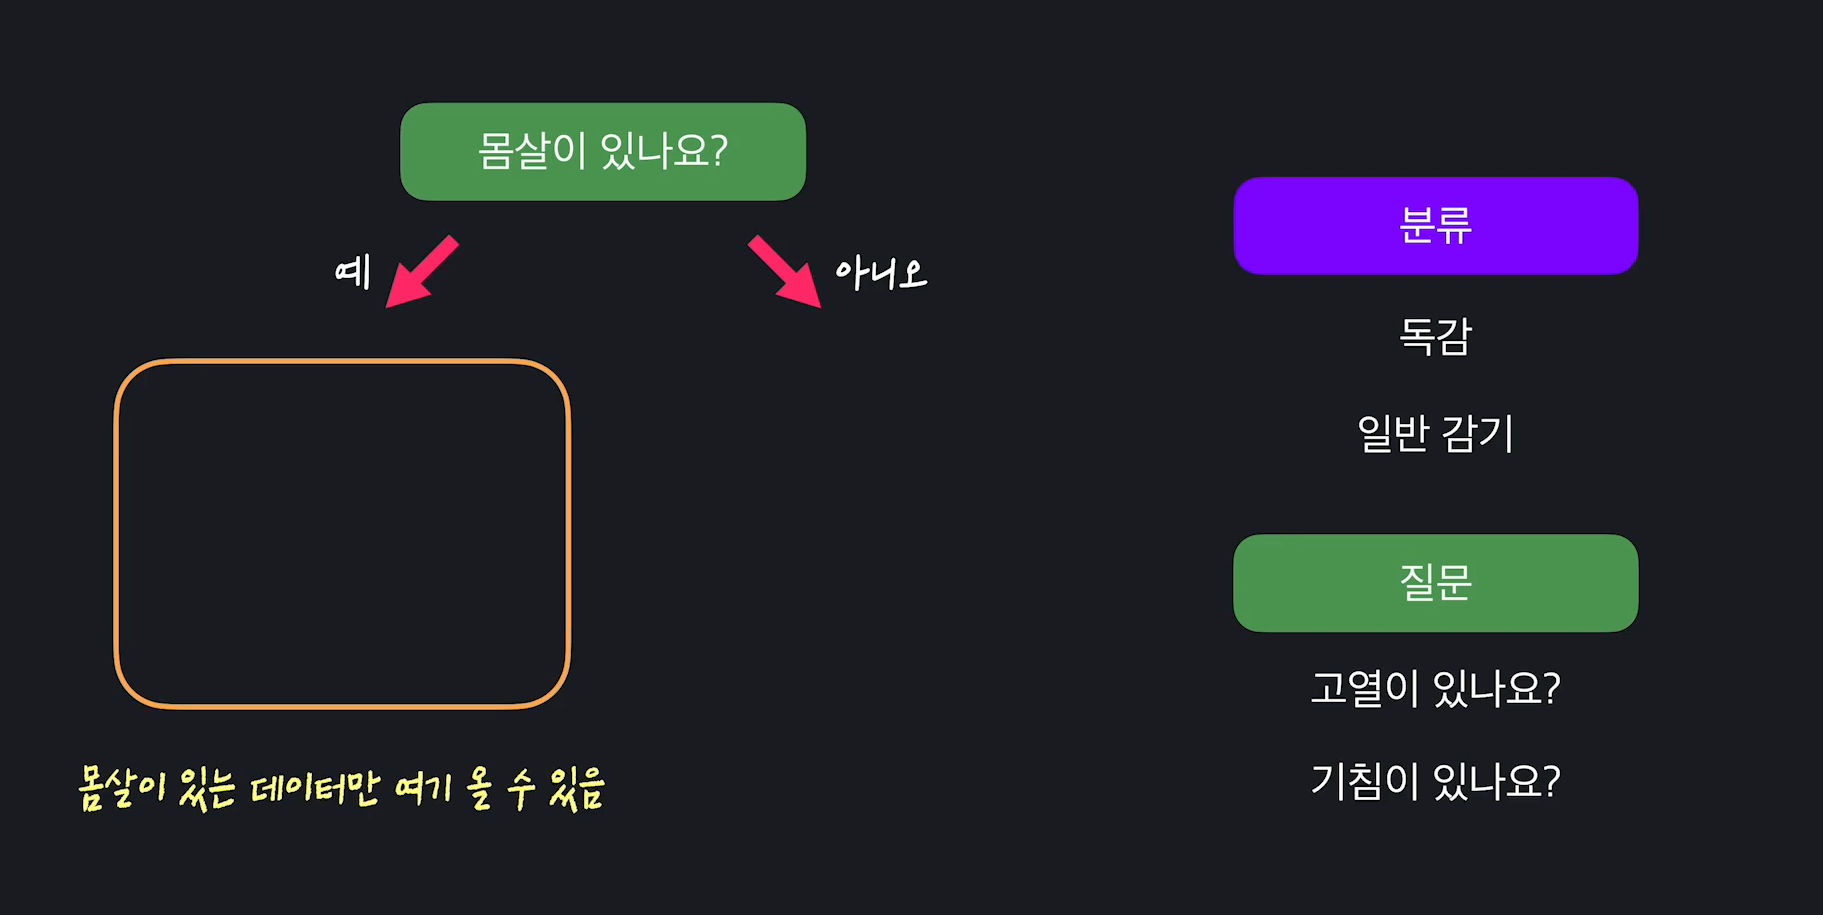 몸살이 있나요?
예
아니오
몸살이 있는 데이터만 여기 올 수 있음
분류
독감
일반 감기
질문
고열이 있나요?
기침이 있나요?